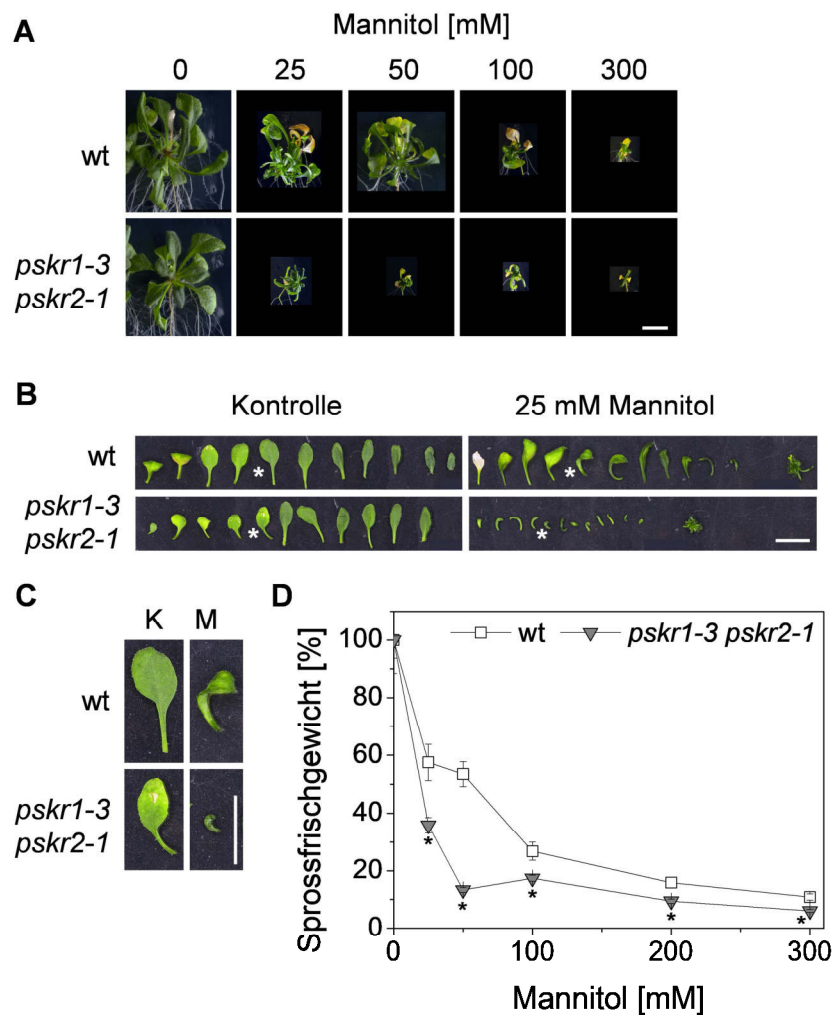 A
Mannitol [mM]
0 25 50 100 300
wt
pskr1-3
pskr2-1
B
Kontrolle 25 mM Mannitol
wt
*
*
pskr1-3
pskr2-1
*
*
C
K M
wt
pskr1-3
pskr2-1
D
wt pskr1-3 pskr2-1
Sprossfrischgewicht [%]
100
80
60
40
20
0
* * * * *
0 100 200 300
Mannitol [mM]